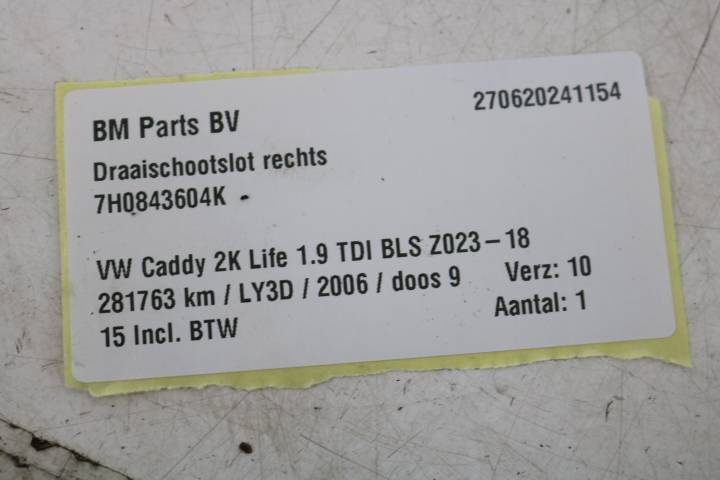 BM Parts BV
270620241154
Draaischootslot rechts
7H0843604K
VW Caddy 2K Life 1.9 TDI BLS Z023-18
281763 km / LY3D / 2006 / doos 9 Verz: 10
15 Incl. BTW Aantal: 1